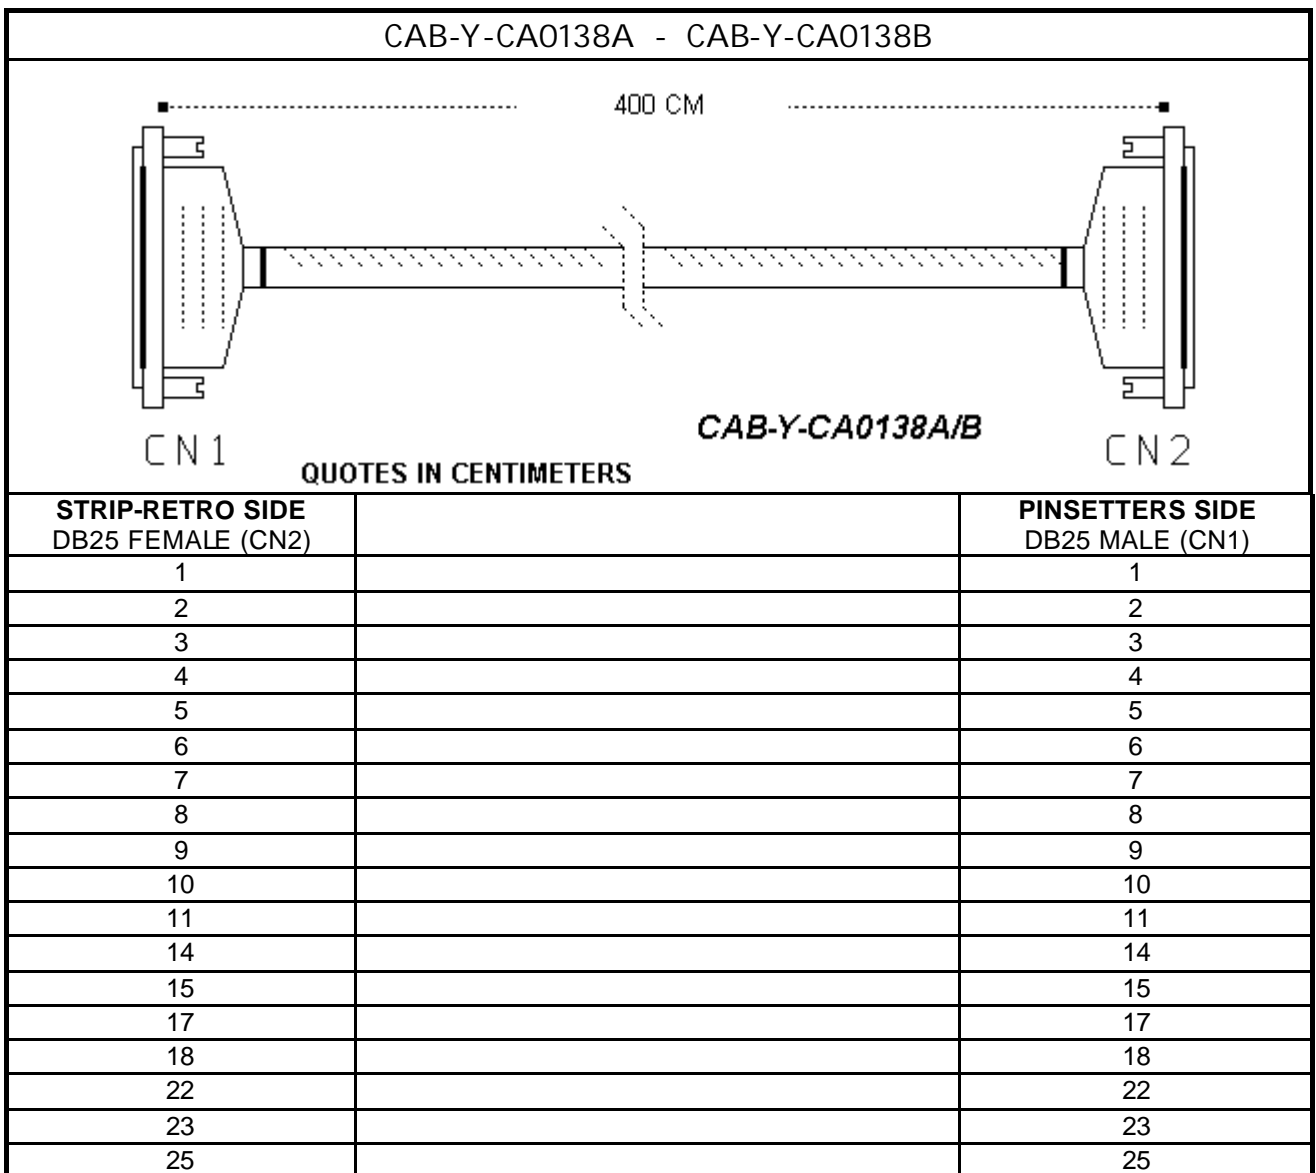 CAB-Y-CA0138A - CAB-Y-CA0138B
400 CM
CAB-Y-CA0138A/B
CN1
CN2
QUOTES IN CENTIMETERS
STRIP-RETRO SIDE PINSETTERS SIDE
DB25 FEMALE (CN2) DB25 MALE (CN1)
1 1
2 2
3 3
4 4
5 5
6 6
7 7
8 8
9 9
10 10
11 11
14 14
15 15
17 17
18 18
22 22
23 23
25 25